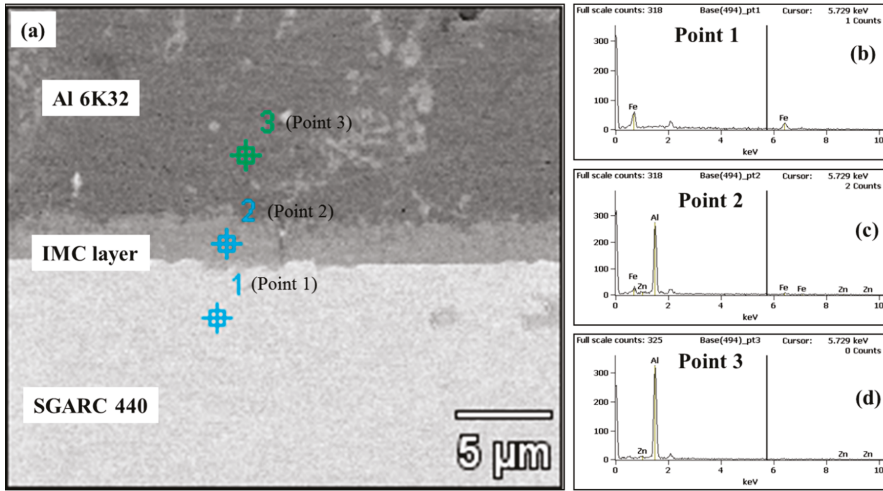 (a)
Al 6K32
3 (Point 3)
2 (Point 2)
IMC layer
1 (Point 1)
SGARC 440
5 µm
Full scale counts: 318 Base(494)_pt1 Cursor: 5.729 keV
1 Counts
Point 1
(b)
300
200
100
0
Fe
Fe
0 2 4 6 8 10
keV
Full scale counts: 318 Base(494)_pt2 Cursor: 5.729 keV
2 Counts
Point 2
(c)
300
200
100
0
Al
Fe
Zn
Fe
Fe
Zn
Zn
0 2 4 6 8 10
keV
Full scale counts: 325 Base(494)_pt3 Cursor: 5.729 keV
0 Counts
Point 3
(d)
300
200
100
0
Al
Zn
Zn
Zn
0 2 4 6 8 10
keV